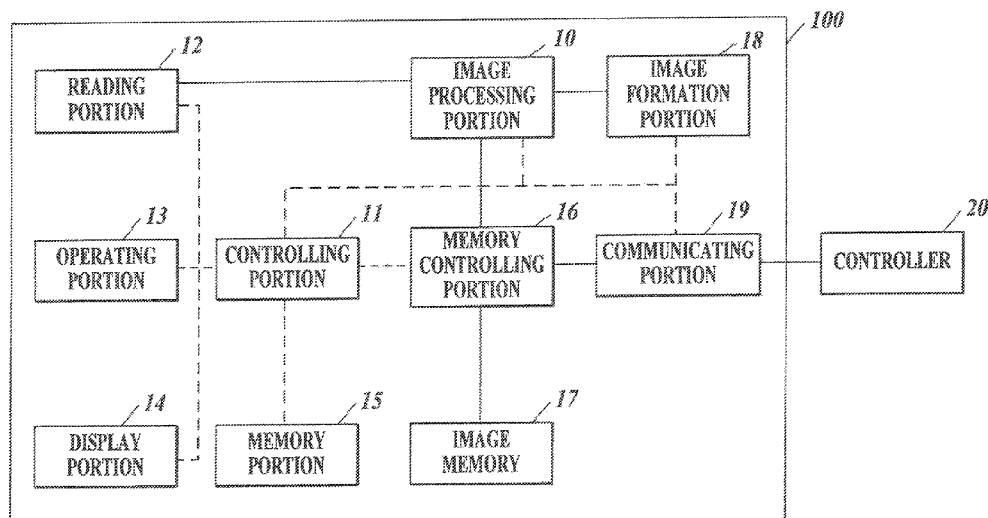 100
12
READING
PORTION
10
IMAGE
PROCESSING
PORTION
18
IMAGE
FORMATION
PORTION
13
OPERATING
PORTION
11
CONTROLLING
PORTION
16
MEMORY
CONTROLLING
PORTION
19
COMMUNICATING
PORTION
20
CONTROLLER
14
DISPLAY
PORTION
15
MEMORY
PORTION
17
IMAGE
MEMORY